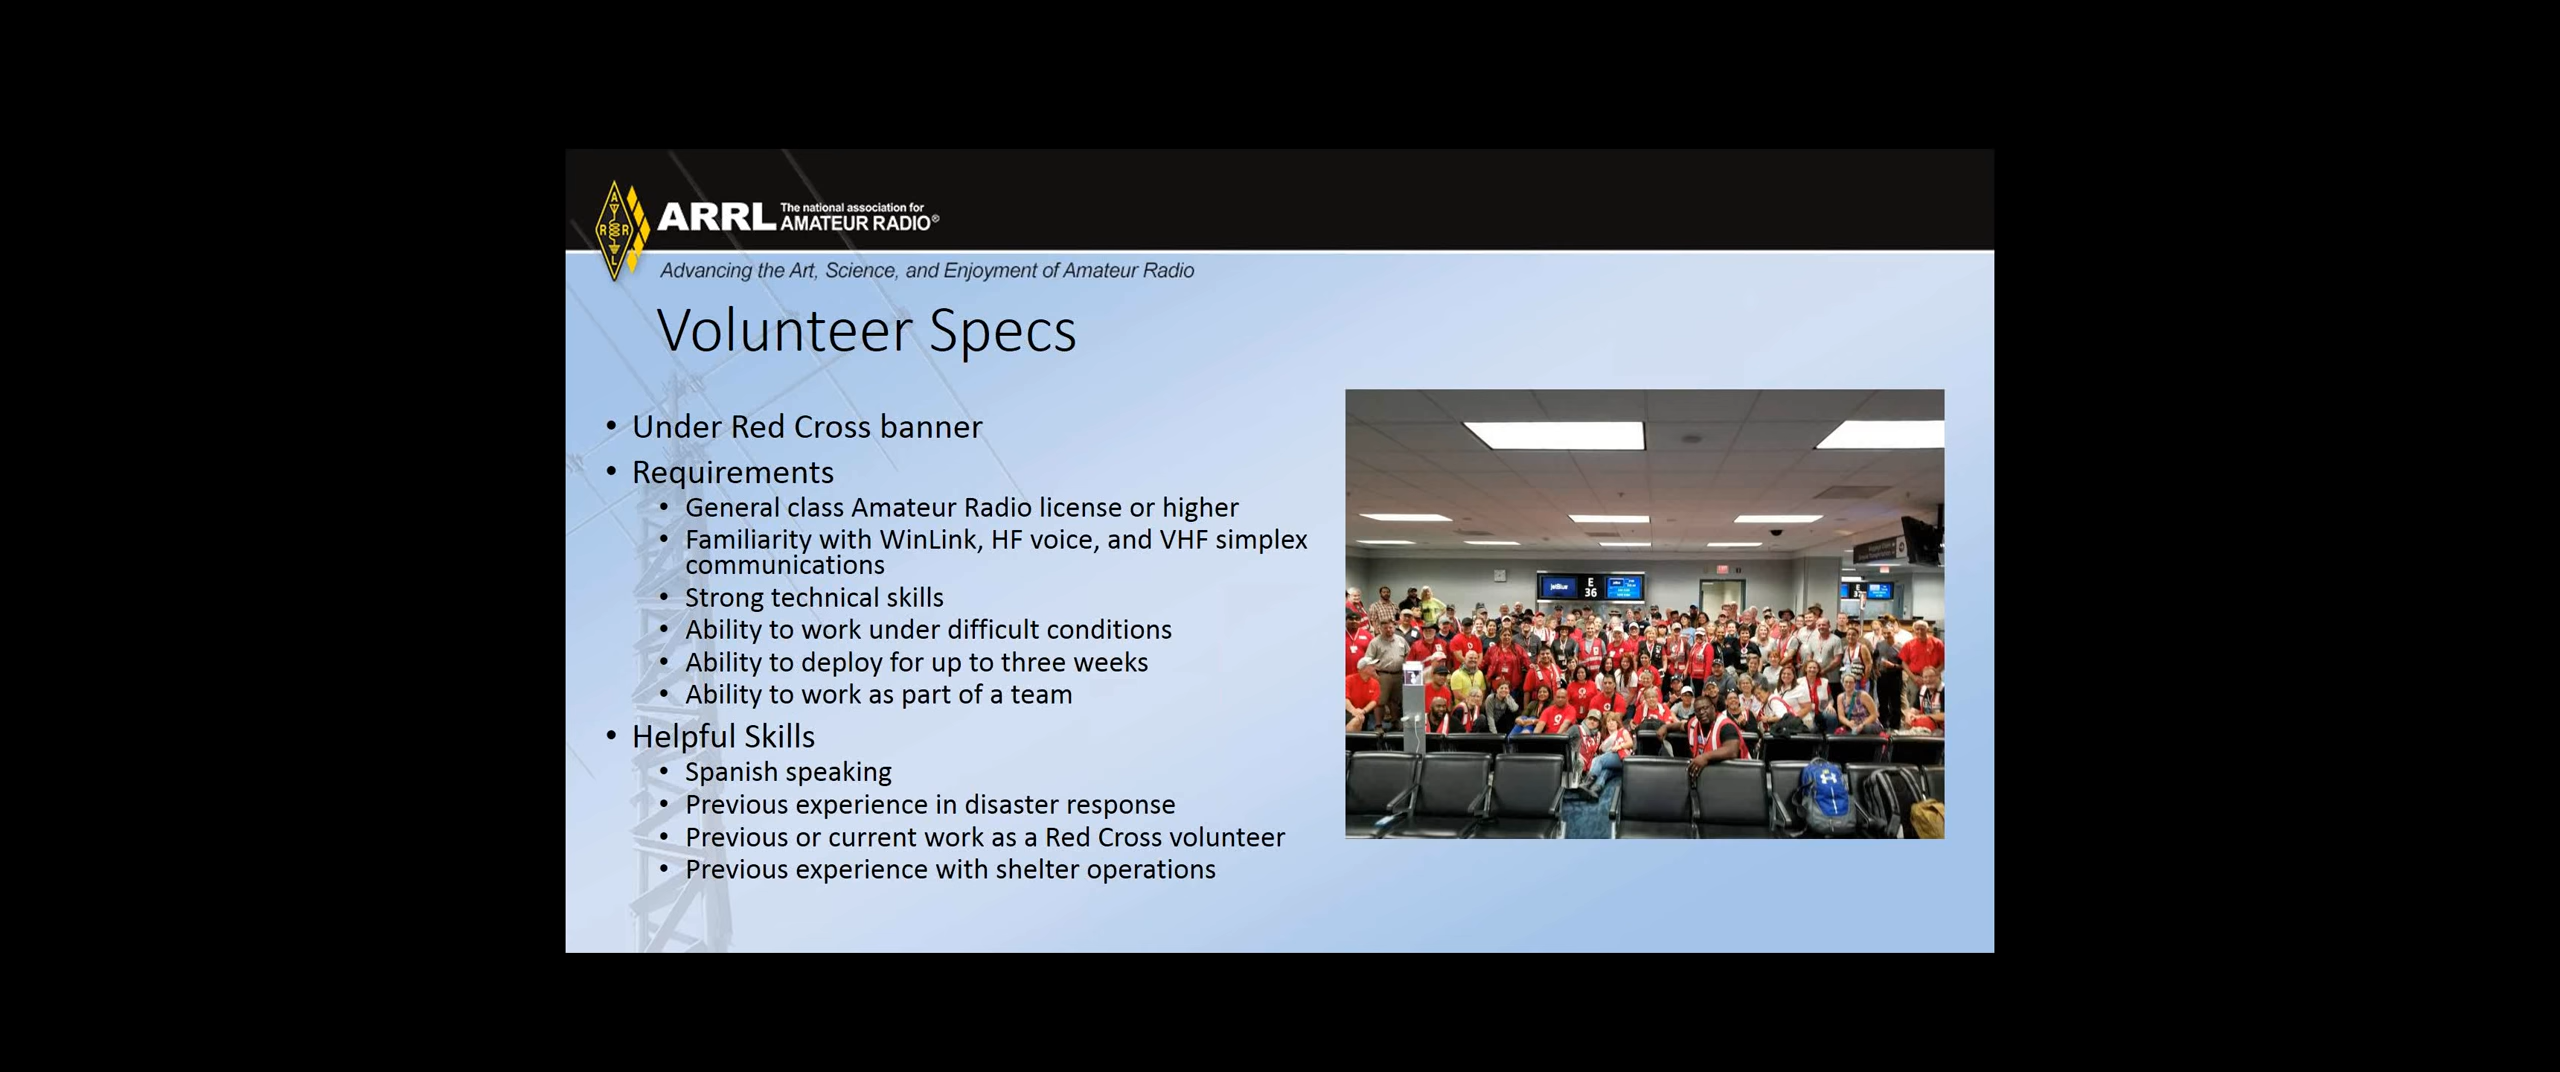 ARRL The national association for
AMATEUR RADIO®
A
R R
L
Advancing the Art, Science, and Enjoyment of Amateur Radio
Volunteer Specs
• Under Red Cross banner
• Requirements
• General class Amateur Radio license or higher
• Familiarity with WinLink, HF voice, and VHF simplex
communications
• Strong technical skills
• Ability to work under difficult conditions
• Ability to deploy for up to three weeks
• Ability to work as part of a team
• Helpful Skills
• Spanish speaking
• Previous experience in disaster response
• Previous or current work as a Red Cross volunteer
• Previous experience with shelter operations
jetBlue
E
36